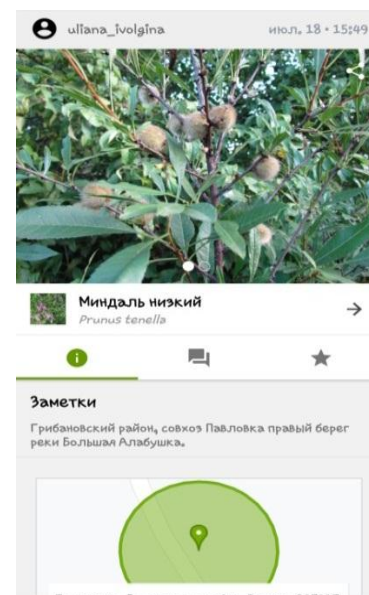 uliana_ivolgina
июл. 18 • 15:49
Миндаль низкий
Prunus tenella
Заметки
Грибановский район, совхоз Павловка правый берег
реки Большая Алабушка.